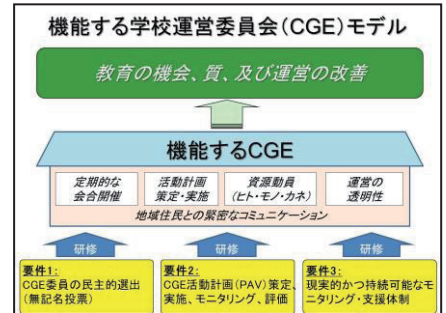 機能する学校運営委員会(CGE)モデル
教育の機会、質、及び運営の改善
機能するCGE
定期的な
会合開催
活動計画
策定・実施
資源動員
(ヒト・モノ・カネ)
運営の
透明性
地域住民との緊密なコミュニケーション
研修
研修
研修
要件1:
CGE委員の民主的選出
(無記名投票)
要件2:
CGE活動計画(PAV)策定、
実施、モニタリング、評価
要件3:
現実的かつ持続可能なモ
ニタリング・支援体制